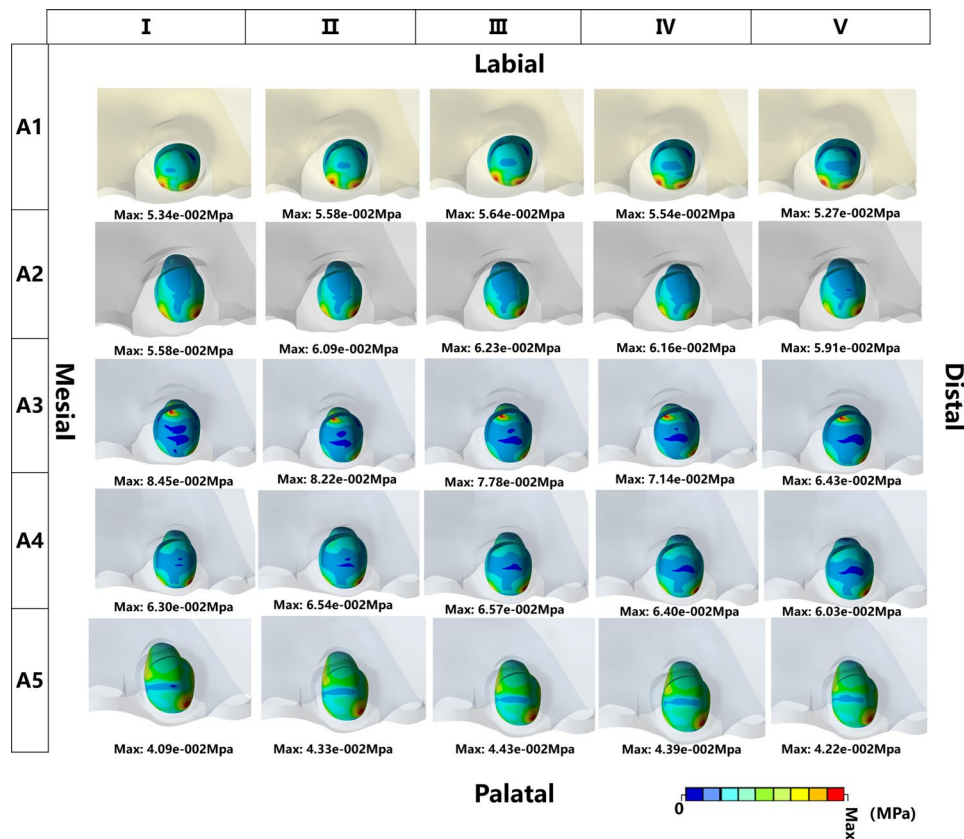 I II III IV V
Labial
A1
Max: 5.34e-002Mpa Max: 5.58e-002Mpa Max: 5.64e-002Mpa Max: 5.54e-002Mpa Max: 5.27e-002Mpa
A2
Max: 5.58e-002Mpa Max: 6.09e-002Mpa Max: 6.23e-002Mpa Max: 6.16e-002Mpa Max: 5.91e-002Mpa
Mesial
A3
Distal
Max: 8.45e-002Mpa Max: 8.22e-002Mpa Max: 7.78e-002Mpa Max: 7.14e-002Mpa Max: 6.43e-002Mpa
A4
Max: 6.30e-002Mpa Max: 6.54e-002Mpa Max: 6.57e-002Mpa Max: 6.40e-002Mpa Max: 6.03e-002Mpa
A5
Max: 4.09e-002Mpa Max: 4.33e-002Mpa Max: 4.43e-002Mpa Max: 4.39e-002Mpa Max: 4.22e-002Mpa
Palatal
0 Max (MPa)